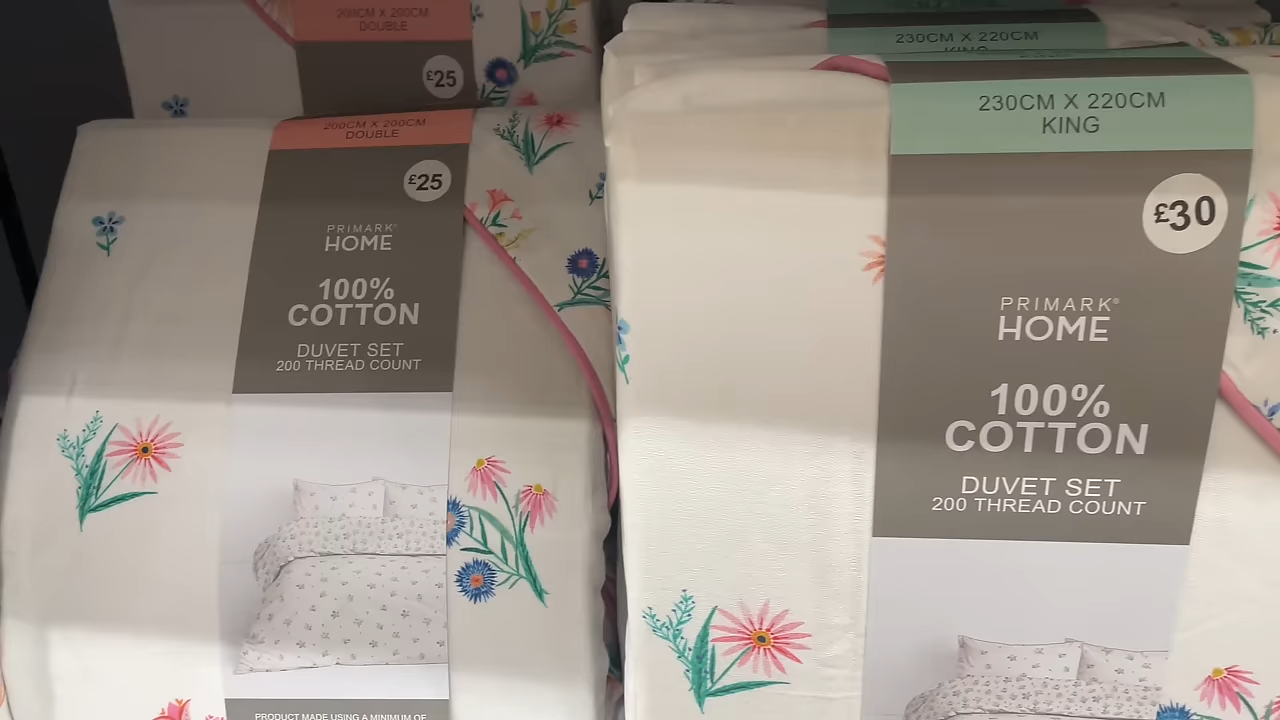 200CM X 200CM
DOUBLE
£25
200CM X 200CM
DOUBLE
£25
PRIMARK®
HOME
100%
COTTON
DUVET SET
200 THREAD COUNT
PRODUCT MADE USING A MINIMUM OF
230CM X 220CM
KING
230CM X 220CM
KING
£30
PRIMARK®
HOME
100%
COTTON
DUVET SET
200 THREAD COUNT